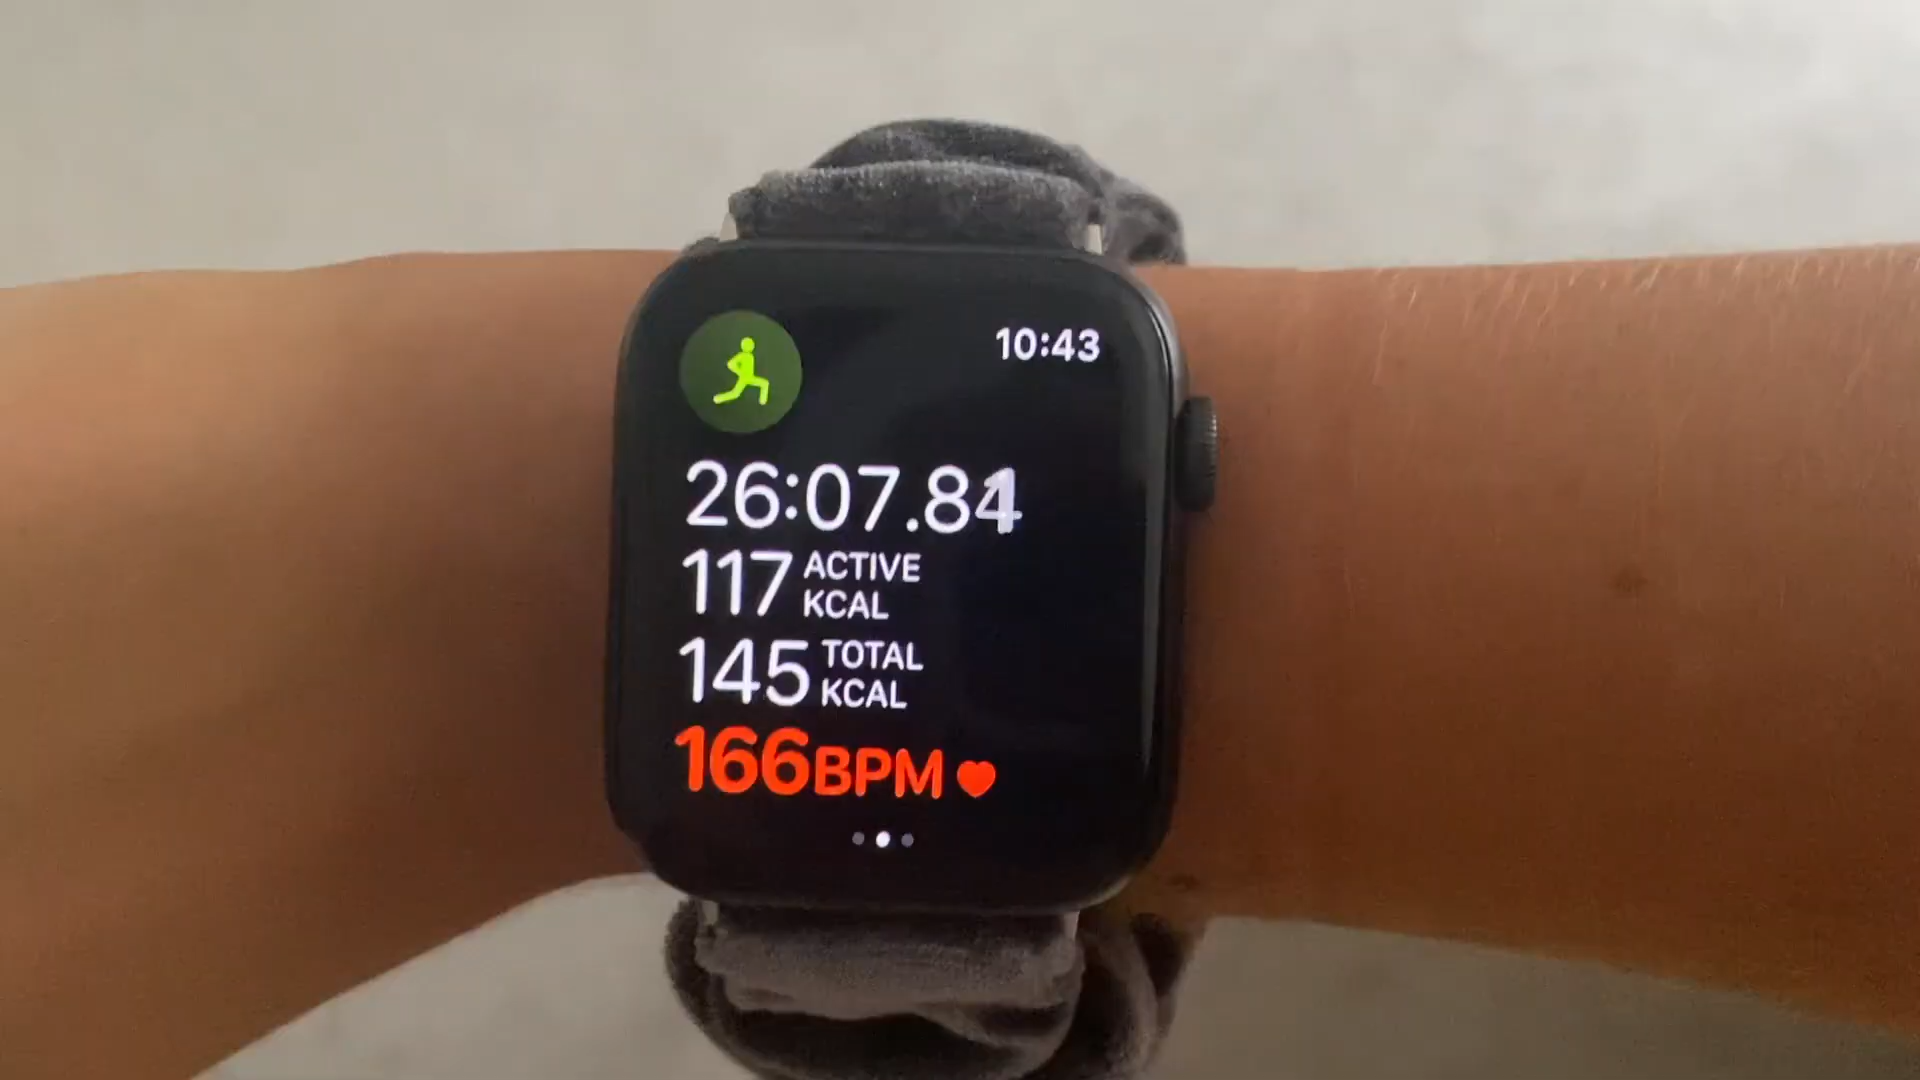 10:43
26:07.84
117 ACTIVE KCAL
145 TOTAL KCAL
166BPM